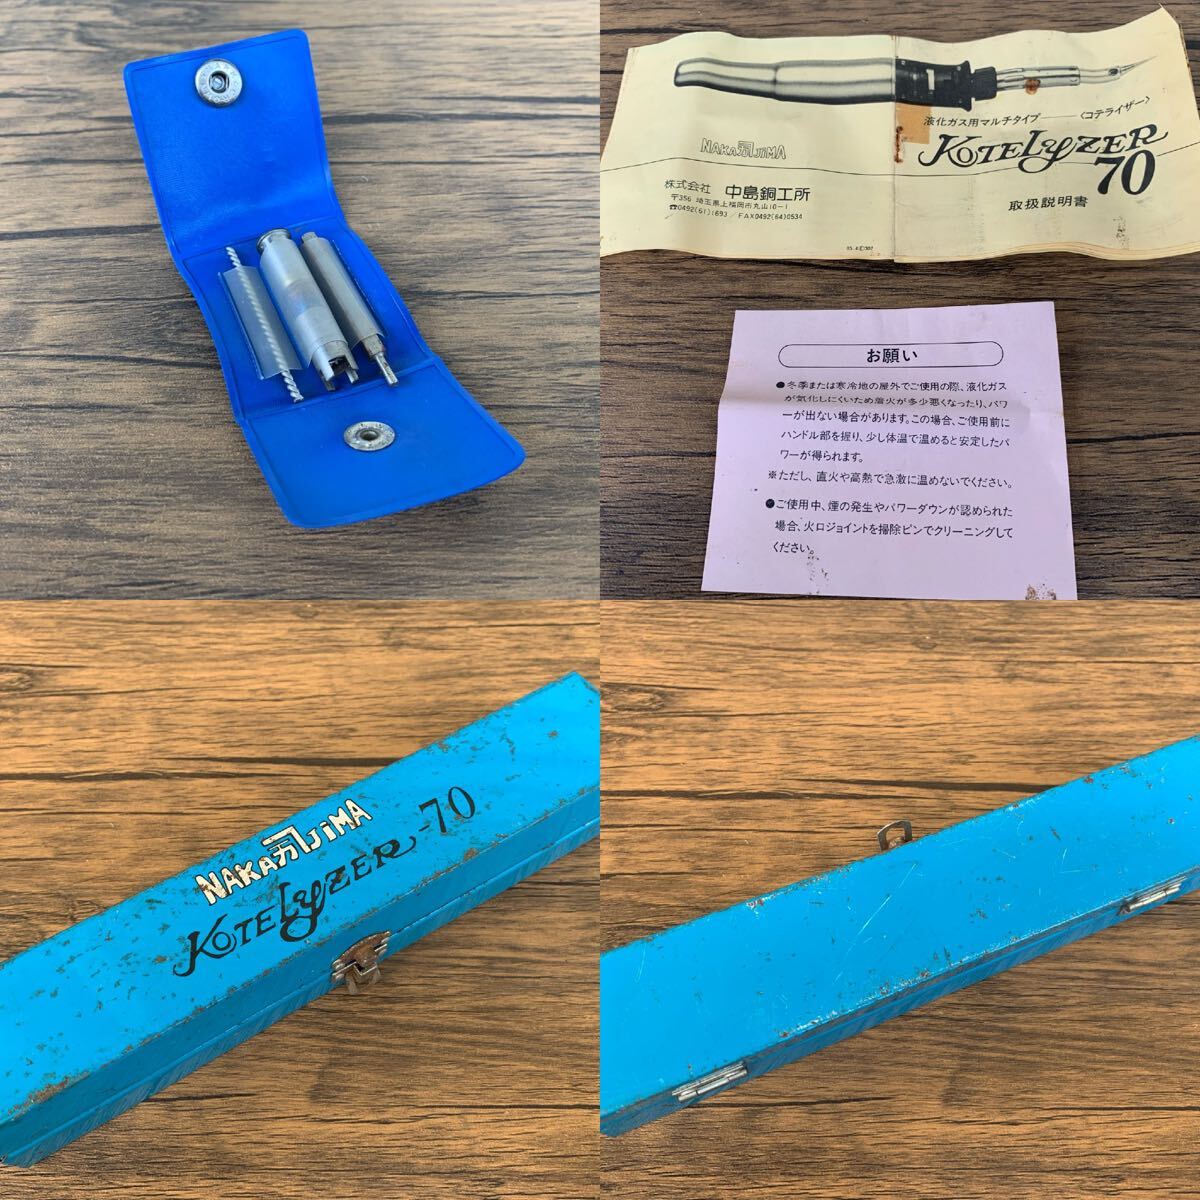 液化ガス用マルチタイプ 〈コテライザー〉
KOTELYZER
70
取扱説明書
NAKAJIMA
株式会社 中島銅工所
〒356 埼玉県上福岡市丸山10-1
☎0492(61)1693 / FAX0492(64)0534
お願い
●冬季または寒冷地の屋外でご使用の際、液化ガス
が気化しにくいため着火が多少悪くなったり、パワ
ーが出ない場合があります。この場合、ご使用前に
ハンドル部を握り、少し体温で温めると安定したパ
ワーが得られます。
※ただし、直火や高熱で急激に温めないでください。
●ご使用中、煙の発生やパワーダウンが認められた
場合、火口ジョイントを掃除ピンでクリーニングして
ください。
NAKAJIMA
KOTELYZER-70